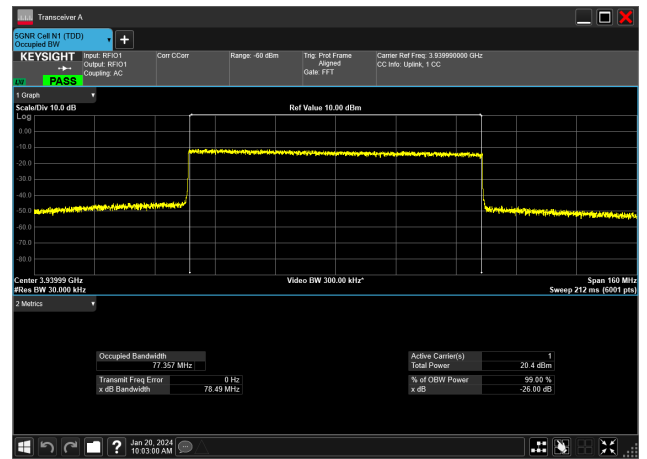 Transceiver A
5GNR Cell N1 (TDD)
Occupied BW
KEYSIGHT
LW
PASS
Input: RFIO1
Output: RFIO1
Coupling: AC
Corr CCorr
Range: -60 dBm
Trig: Prot Frame
Aligned
Gate: FFT
Carrier Ref Freq: 3.939990000 GHz
CC Info: Uplink, 1 CC
1 Graph
Scale/Div 10.0 dB
Ref Value 10.00 dBm
Log
0.00
-10.0
-20.0
-30.0
-40.0
-50.0
-60.0
-70.0
-80.0
Center 3.93999 GHz
Video BW 300.00 kHz*
Span 160 MHz
#Res BW 30.000 kHz
Sweep 212 ms (6001 pts)
2 Metrics
Occupied Bandwidth
77.357 MHz
Active Carrier(s) 1
Total Power 20.4 dBm
Transmit Freq Error 0 Hz
x dB Bandwidth 78.49 MHz
% of OBW Power 99.00 %
x dB -26.00 dB
?
Jan 20, 2024
10:03:00 AM